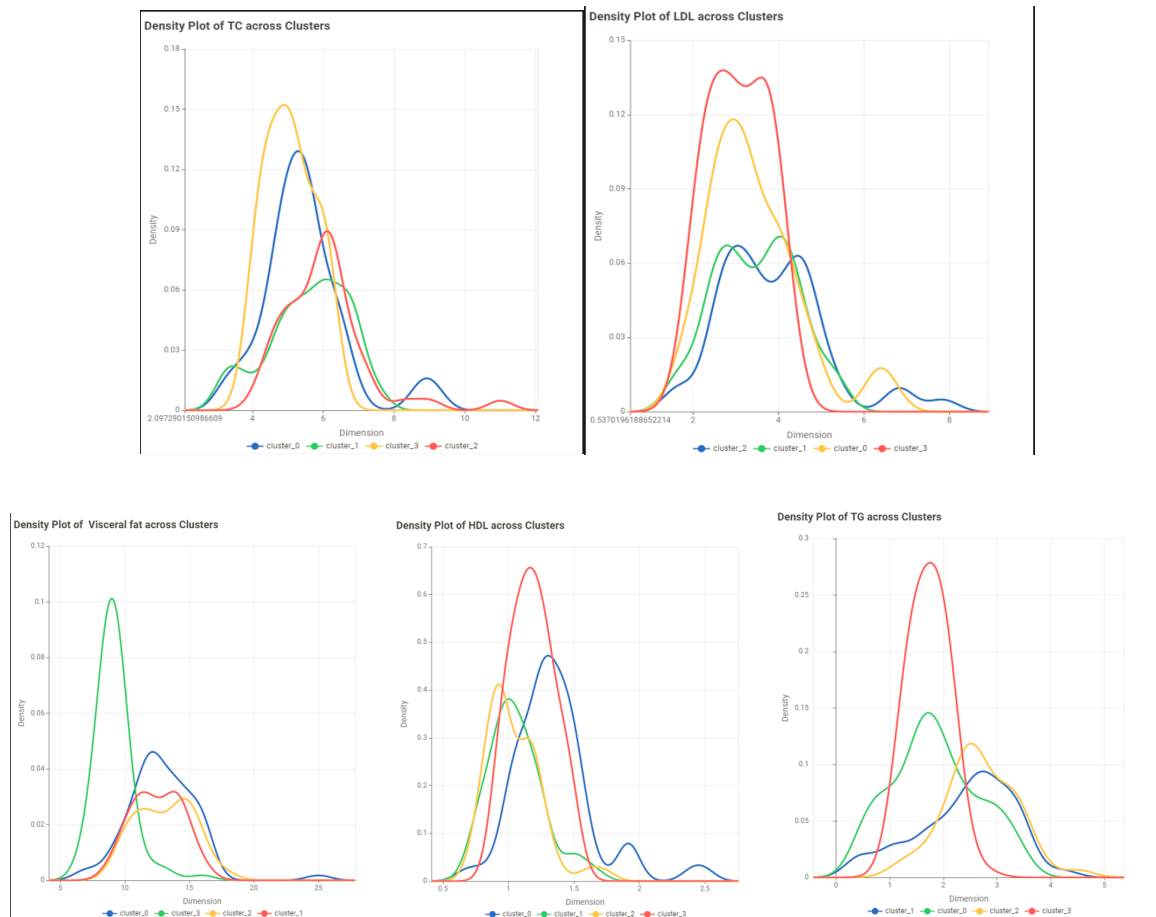 Density Plot of TC across Clusters
0.18
0.15
0.12
0.09
0.06
0.03
0
Density
2.097290150986609
4
6
8
10
12
Dimension
cluster_0
cluster_1
cluster_3
cluster_2
Density Plot of LDL across Clusters
0.15
0.12
0.09
0.06
0.03
0
Density
0.5370196188652214
2
4
6
8
Dimension
cluster_2
cluster_1
cluster_0
cluster_3
Density Plot of Visceral fat across Clusters
0.12
0.1
0.08
0.06
0.04
0.02
0
Density
5
10
15
20
25
Dimension
cluster_0
cluster_3
cluster_2
cluster_1
Density Plot of HDL across Clusters
0.7
0.6
0.5
0.4
0.3
0.2
0.1
0
Density
0.5
1
1.5
2
2.5
Dimension
cluster_0
cluster_1
cluster_2
cluster_3
Density Plot of TG across Clusters
0.3
0.25
0.2
0.15
0.1
0.05
0
Density
0
1
2
3
4
5
Dimension
cluster_1
cluster_0
cluster_2
cluster_3